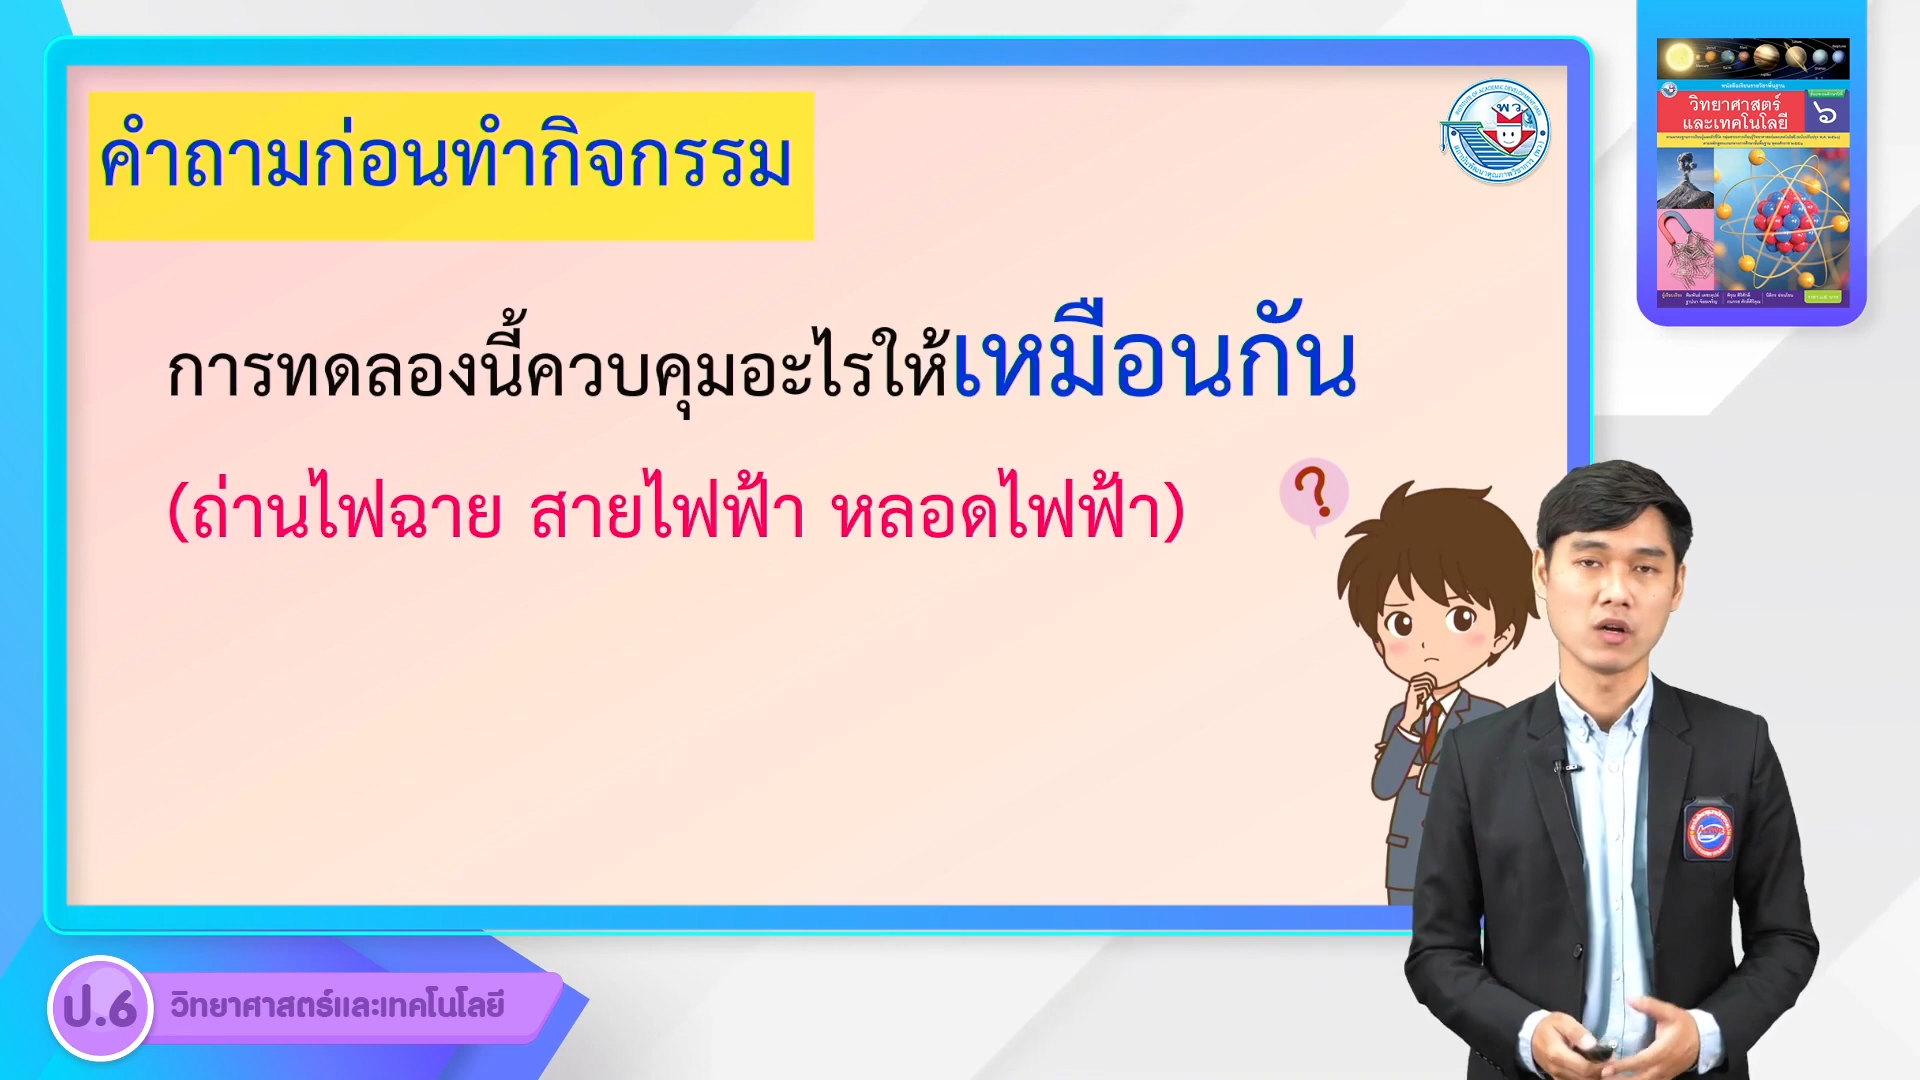 คำถามก่อนทำกิจกรรม
การทดลองนี้ควบคุมอะไรให้เหมือนกัน
(ถ่านไฟฉาย สายไฟฟ้า หลอดไฟฟ้า)
?
พว.
วิทยาศาสตร์
และเทคโนโลยี
๖
ป.6
วิทยาศาสตร์และเทคโนโลยี